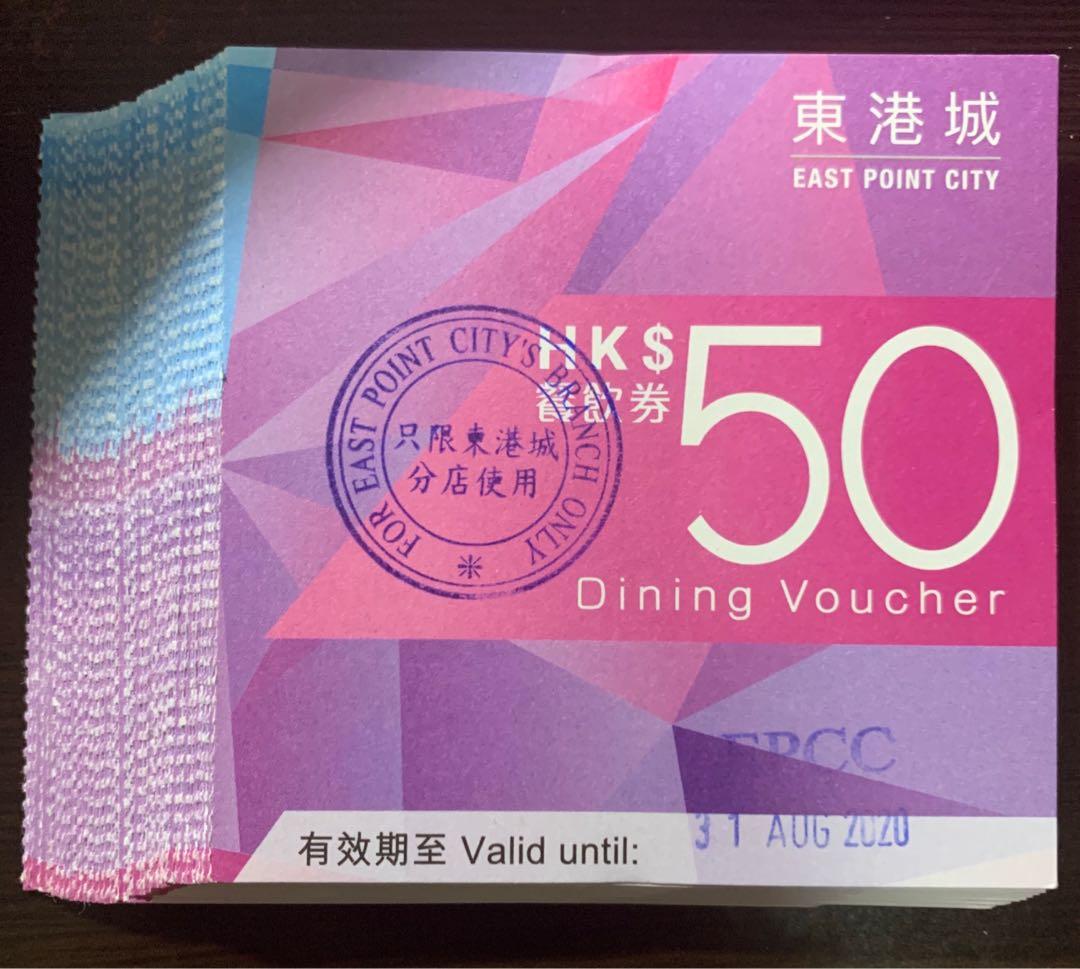 東港城
EAST POINT CITY
HK$50
餐飲券
Dining Voucher
FOR EAST POINT CITY'S BRANCH ONLY
只限東港城
分店使用
EPCC
有效期至 Valid until: 31 AUG 2020